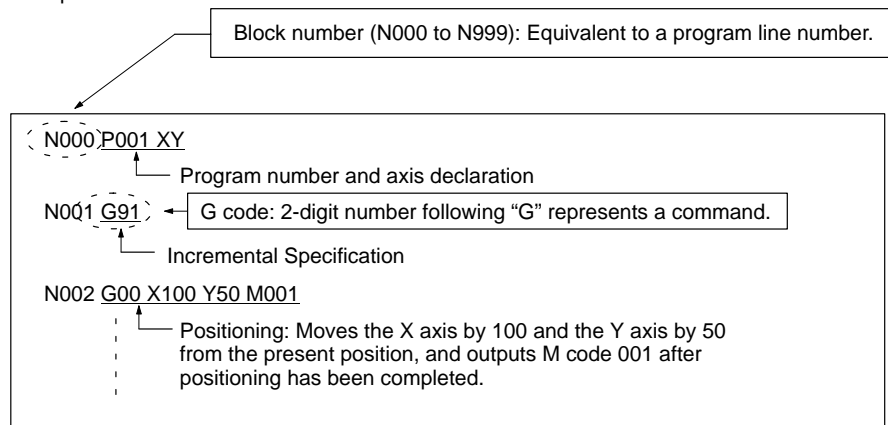 Block number (N000 to N999): Equivalent to a program line number.
N000 P001 XY
Program number and axis declaration
N001 G91
G code: 2-digit number following “G” represents a command.
Incremental Specification
N002 G00 X100 Y50 M001
Positioning: Moves the X axis by 100 and the Y axis by 50
from the present position, and outputs M code 001 after
positioning has been completed.